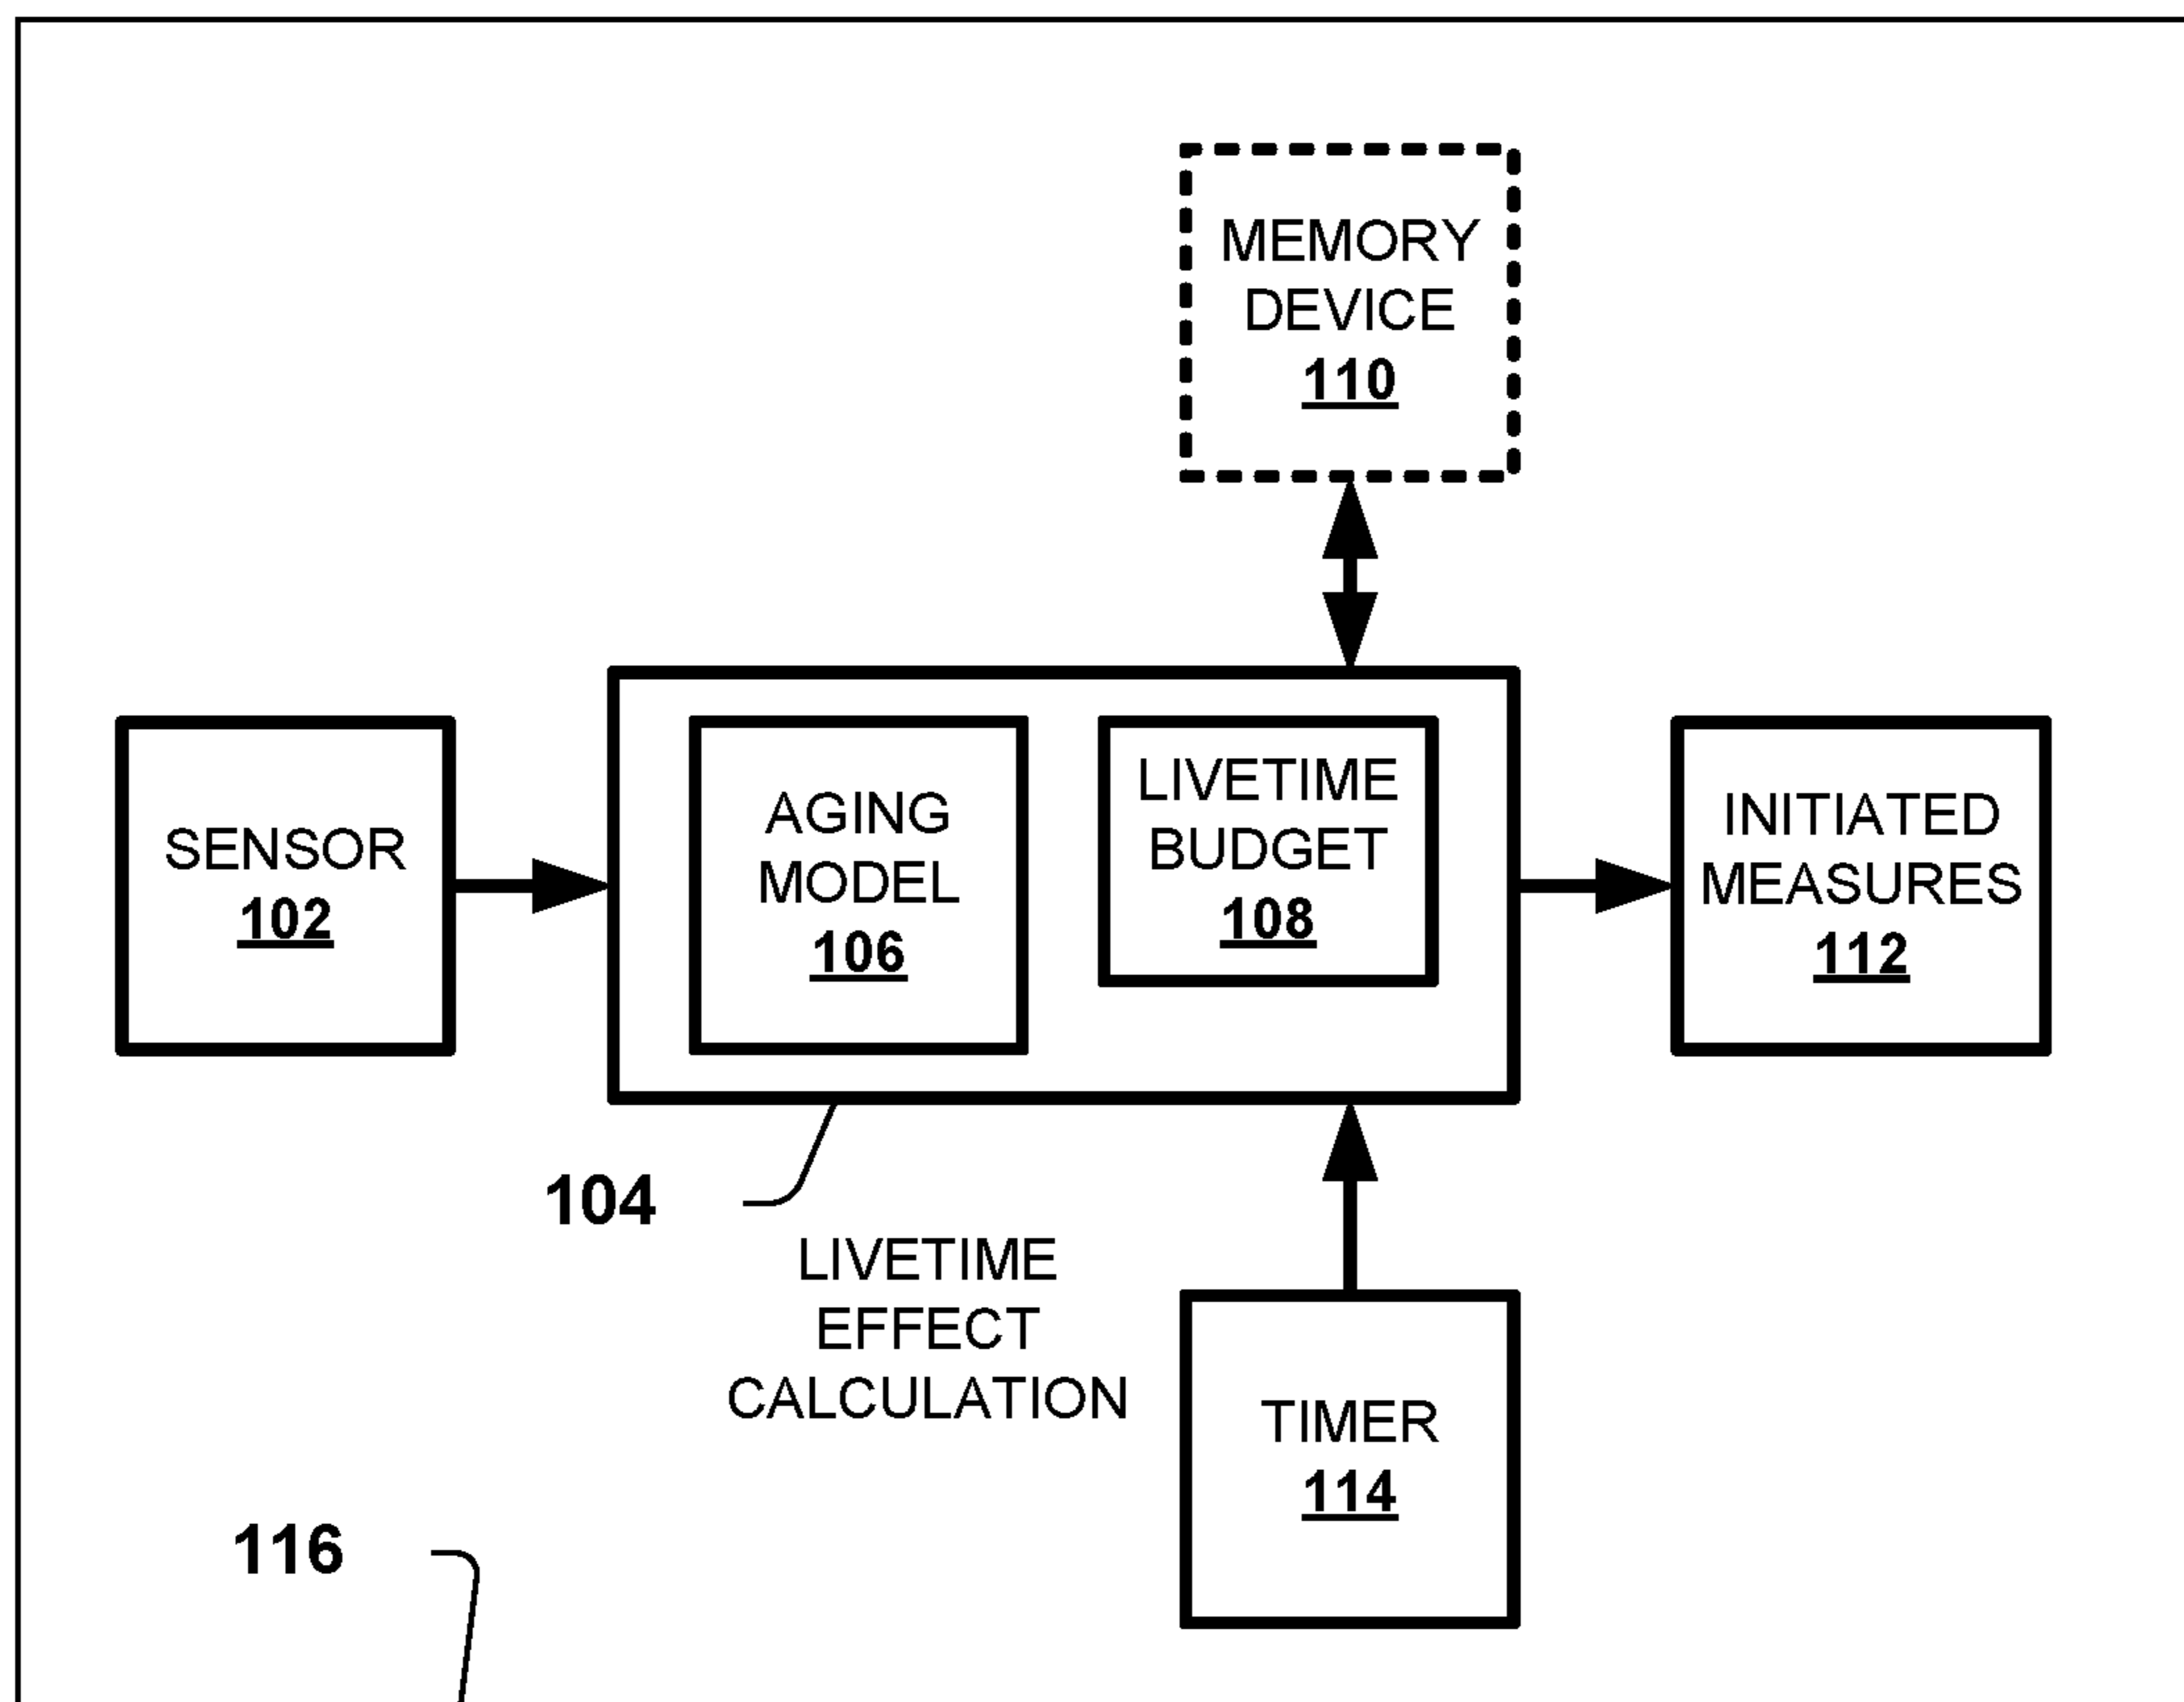 MEMORY
DEVICE
110
SENSOR
102
AGING
MODEL
106
LIVETIME
BUDGET
108
INITIATED
MEASURES
112
104
LIVETIME
EFFECT
CALCULATION
TIMER
114
116